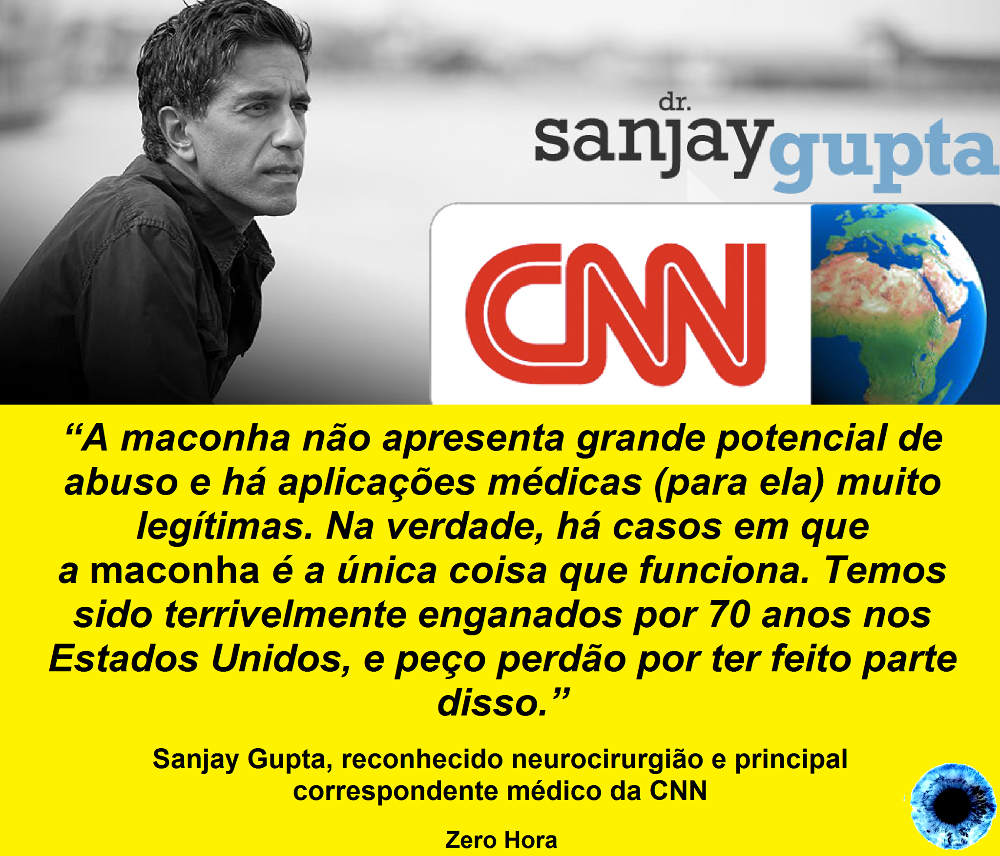 dr.
sanjaygupta
CNN
“A maconha não apresenta grande potencial de
abuso e há aplicações médicas (para ela) muito
legítimas. Na verdade, há casos em que
a maconha é a única coisa que funciona. Temos
sido terrivelmente enganados por 70 anos nos
Estados Unidos, e peço perdão por ter feito parte
disso.”
Sanjay Gupta, reconhecido neurocirurgião e principal
correspondente médico da CNN
Zero Hora